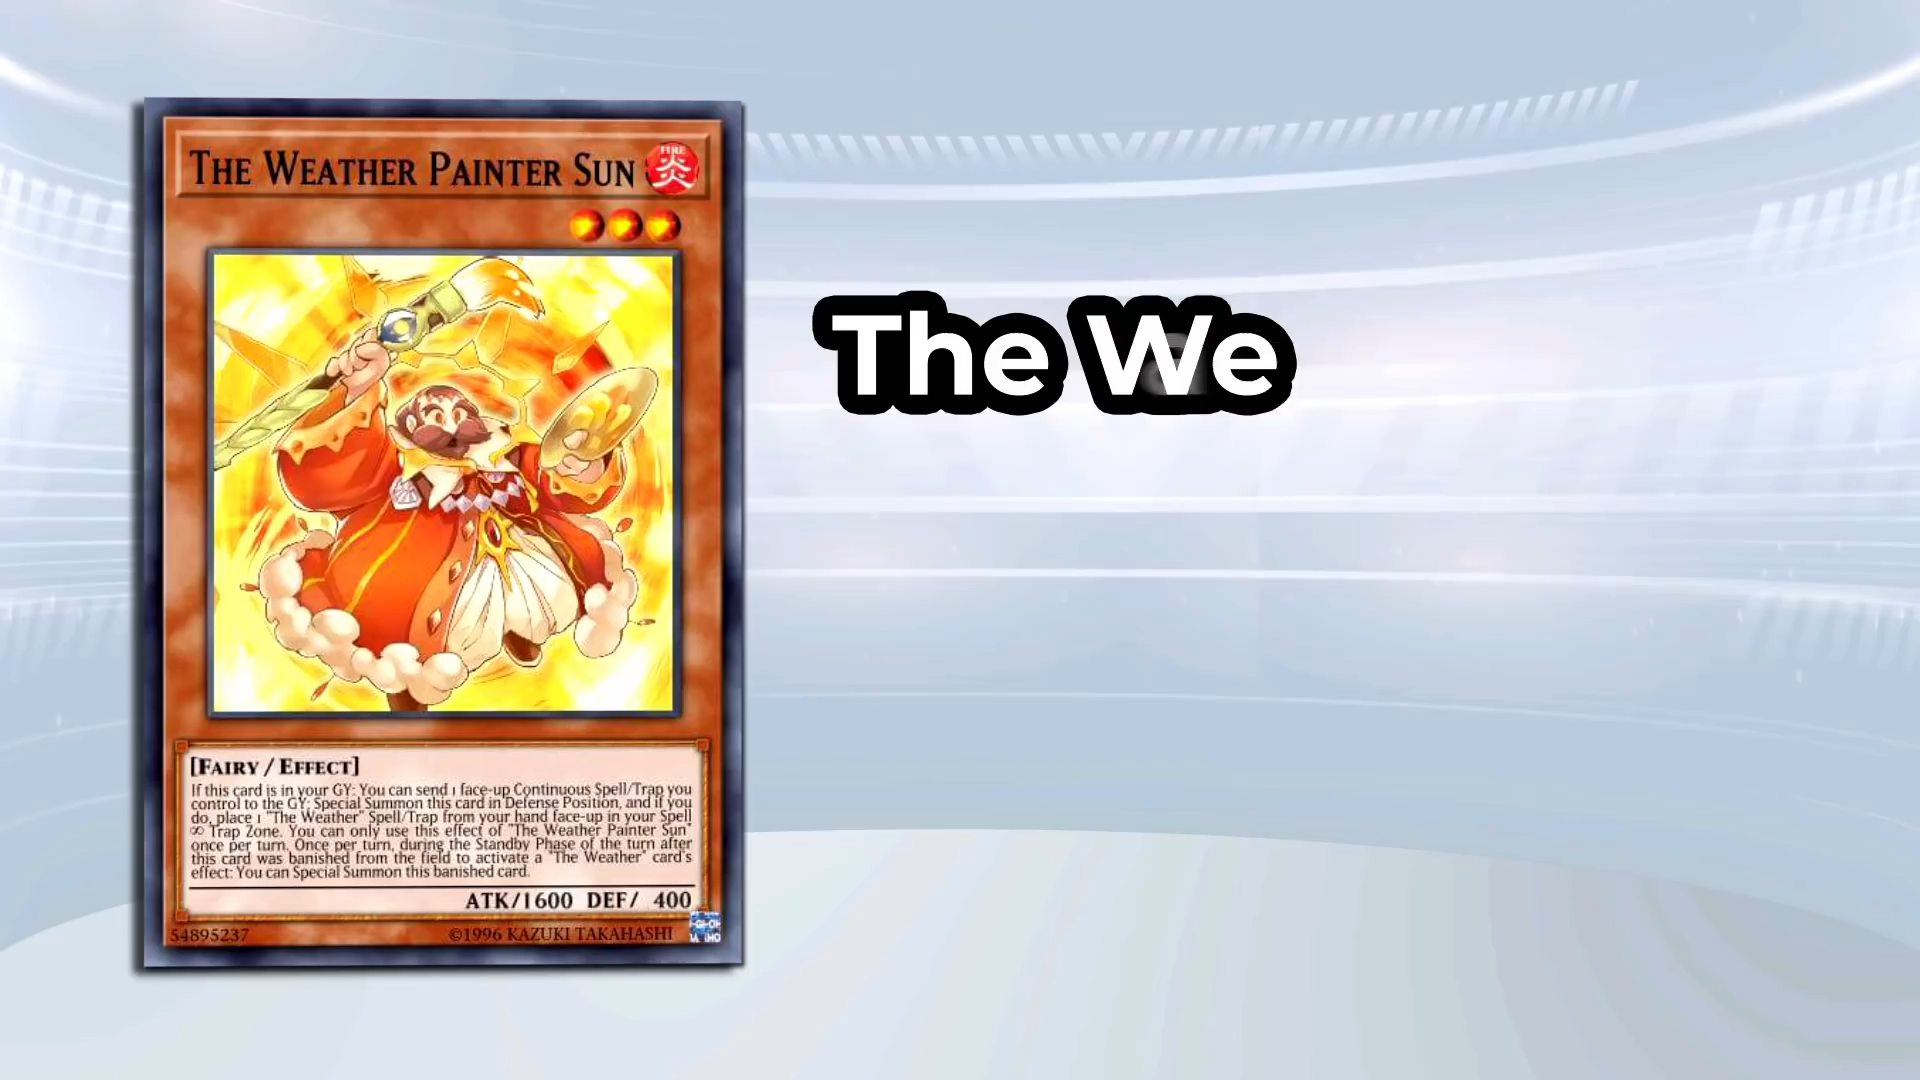 THE WEATHER PAINTER SUN
FIRE
炎
The We
[FAIRY / EFFECT]
If this card is in your GY: You can send 1 face-up Continuous Spell/Trap you
control to the GY; Special Summon this card in Defense Position, and if you
do, place 1 "The Weather" Spell/Trap from your hand face-up in your Spell
∞ Trap Zone. You can only use this effect of "The Weather Painter Sun"
once per turn. Once per turn, during the Standby Phase of the turn after
this card was banished from the field to activate a "The Weather" card's
effect: You can Special Summon this banished card.
ATK/1600 DEF/ 400
54895237
©1996 KAZUKI TAKAHASHI